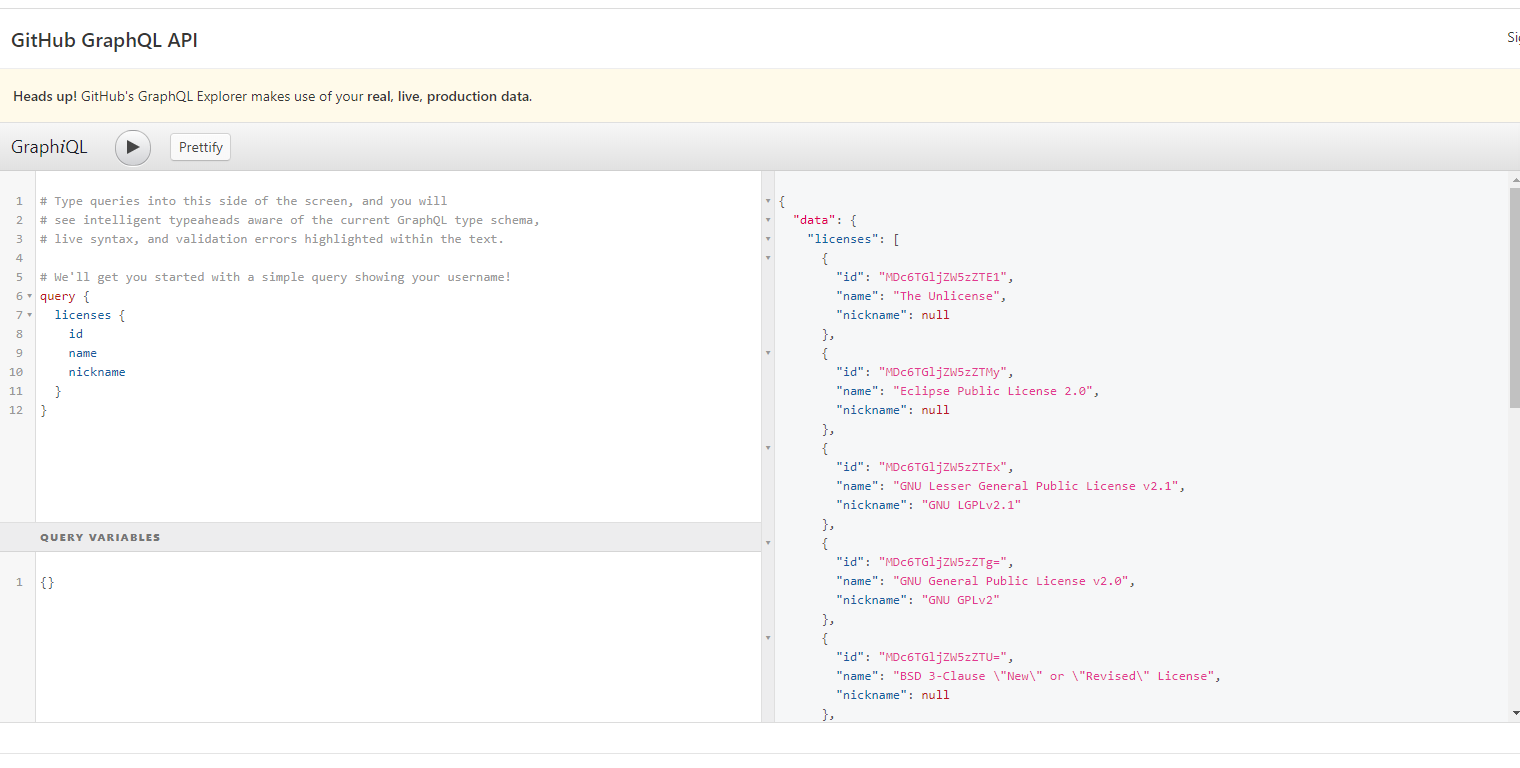 GitHub GraphQL API
Heads up! GitHub's GraphQL Explorer makes use of your real, live, production data.
GraphiQL
Prettify
1 # Type queries into this side of the screen, and you will
2 # see intelligent typeaheads aware of the current GraphQL type schema,
3 # live syntax, and validation errors highlighted within the text.
4
5 # We'll get you started with a simple query showing your username!
6 query {
7 licenses {
8 id
9 name
10 nickname
11 }
12 }
QUERY VARIABLES
1 {}
{
"data": {
"licenses": [
{
"id": "MDc6TGljZW5zZTE1",
"name": "The Unlicense",
"nickname": null
},
{
"id": "MDc6TGljZW5zZTMy",
"name": "Eclipse Public License 2.0",
"nickname": null
},
{
"id": "MDc6TGljZW5zZTEx",
"name": "GNU Lesser General Public License v2.1",
"nickname": "GNU LGPLv2.1"
},
{
"id": "MDc6TGljZW5zZTg=",
"name": "GNU General Public License v2.0",
"nickname": "GNU GPLv2"
},
{
"id": "MDc6TGljZW5zZTU=",
"name": "BSD 3-Clause \"New\" or \"Revised\" License",
"nickname": null
},